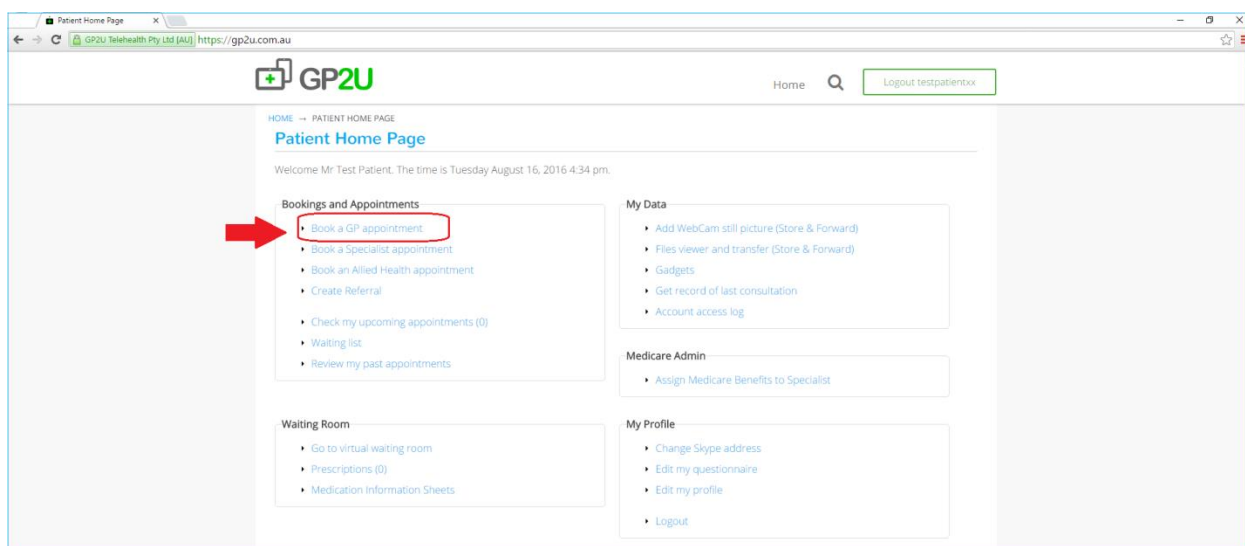 Patient Home Page
GP2U Telehealth Pty Ltd [AU] https://gp2u.com.au
GP2U
Home
Logout testpatientxx
HOME → PATIENT HOME PAGE
Patient Home Page
Welcome Mr Test Patient. The time is Tuesday August 16, 2016 4:34 pm.
Bookings and Appointments
Book a GP appointment
Book a Specialist appointment
Book an Allied Health appointment
Create Referral
Check my upcoming appointments (0)
Waiting list
Review my past appointments
My Data
Add WebCam still picture (Store & Forward)
Files viewer and transfer (Store & Forward)
Gadgets
Get record of last consultation
Account access log
Medicare Admin
Assign Medicare Benefits to Specialist
Waiting Room
Go to virtual waiting room
Prescriptions (0)
Medication Information Sheets
My Profile
Change Skype address
Edit my questionnaire
Edit my profile
Logout